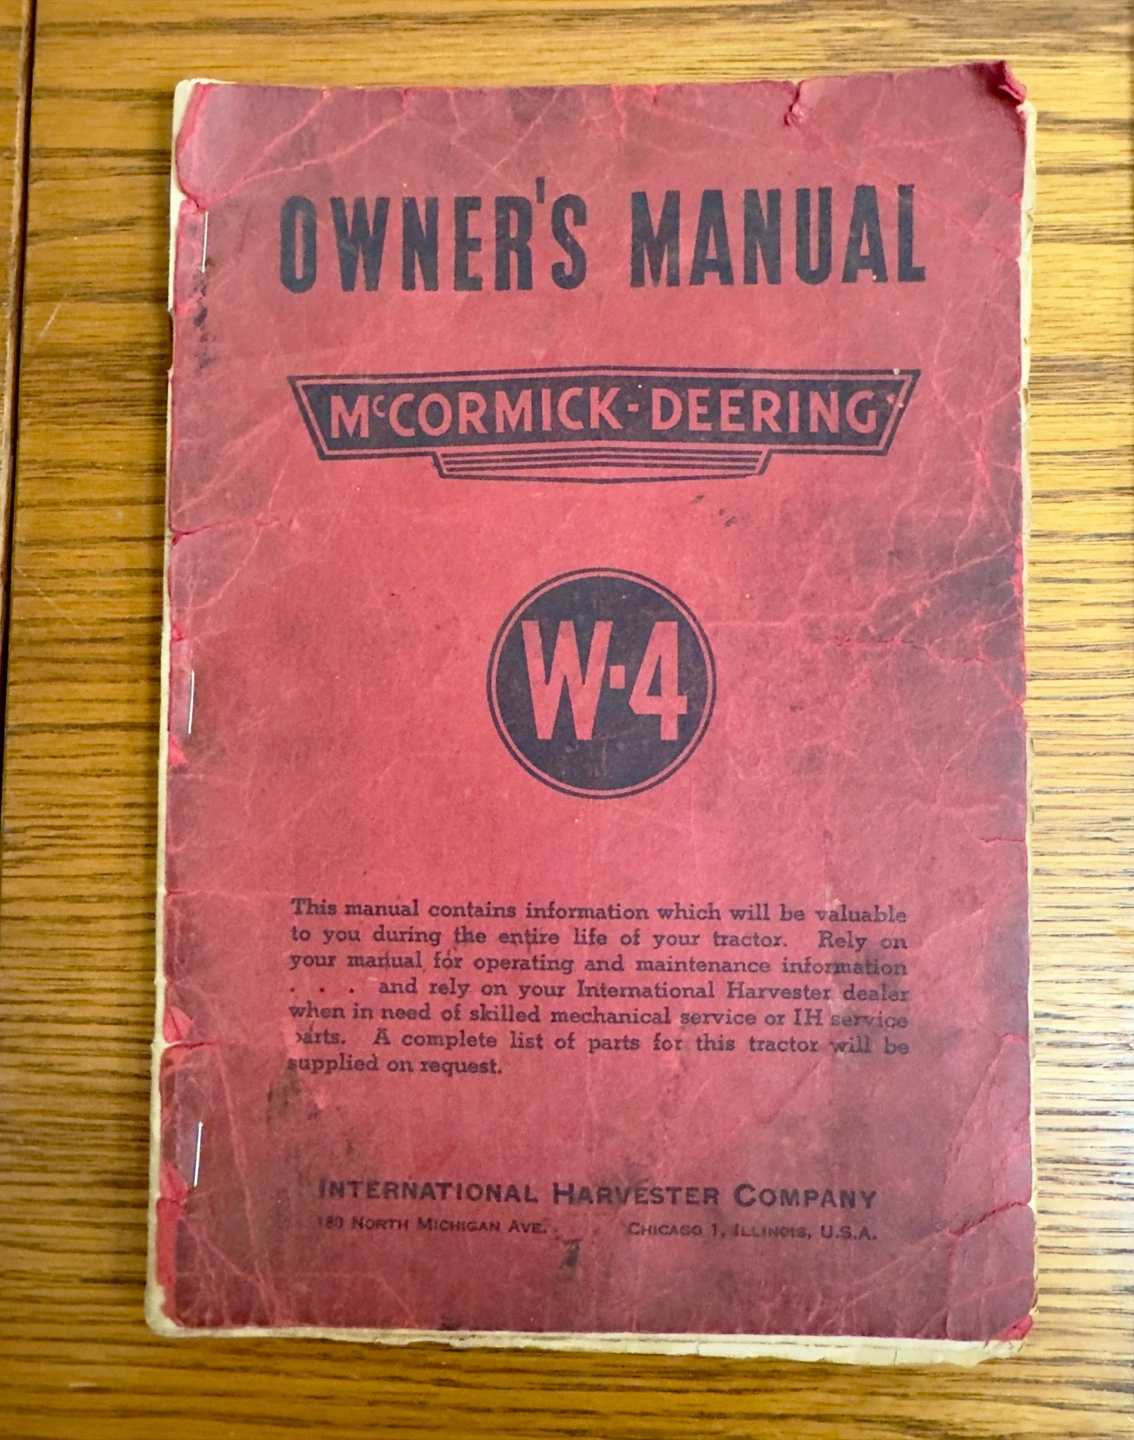 OWNER'S MANUAL
McCORMICK-DEERING
W-4
This manual contains information which will be valuable
to you during the entire life of your tractor. Rely on
your manual for operating and maintenance information
. . . and rely on your International Harvester dealer
when in need of skilled mechanical service or IH service
parts. A complete list of parts for this tractor will be
supplied on request.
INTERNATIONAL HARVESTER COMPANY
180 NORTH MICHIGAN AVE. CHICAGO 1, ILLINOIS, U.S.A.